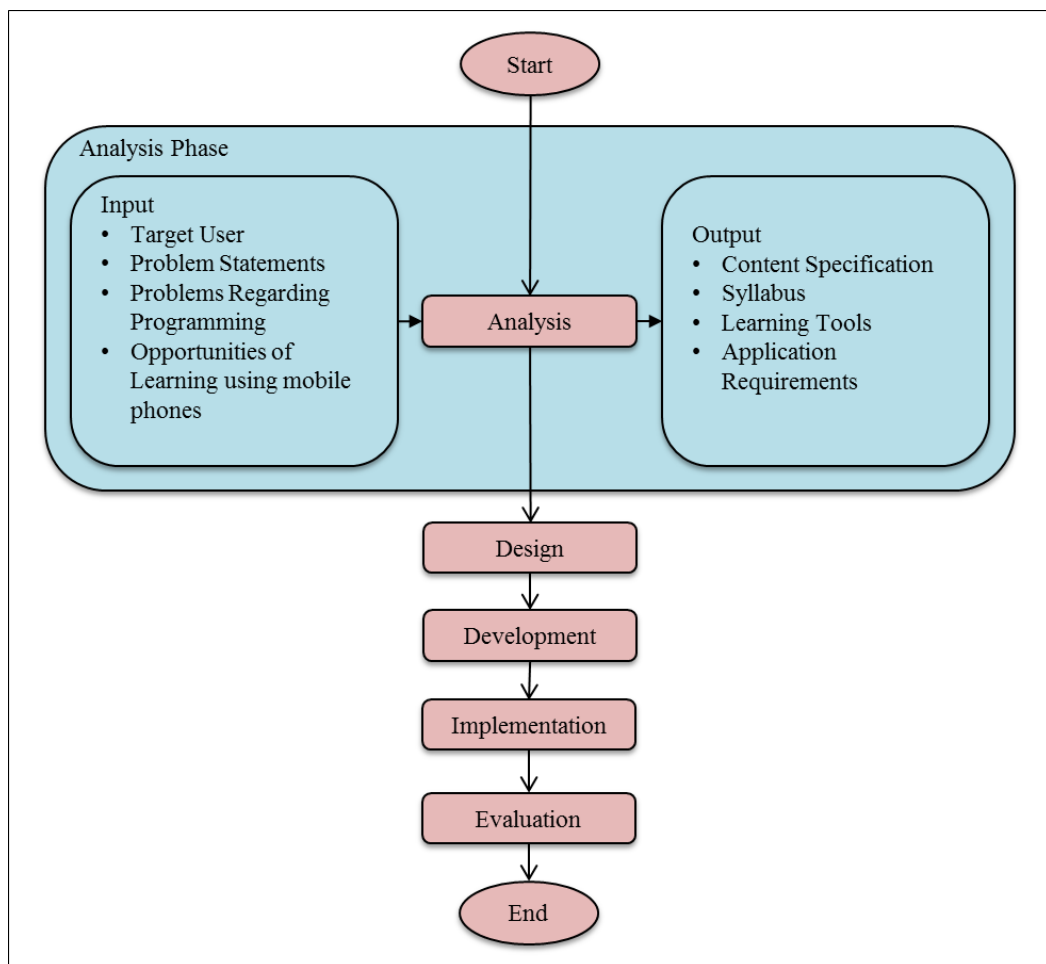 Start
Analysis Phase
Input
• Target User
• Problem Statements
• Problems Regarding
Programming
• Opportunities of
Learning using mobile
phones
Analysis
Output
• Content Specification
• Syllabus
• Learning Tools
• Application
Requirements
Design
Development
Implementation
Evaluation
End